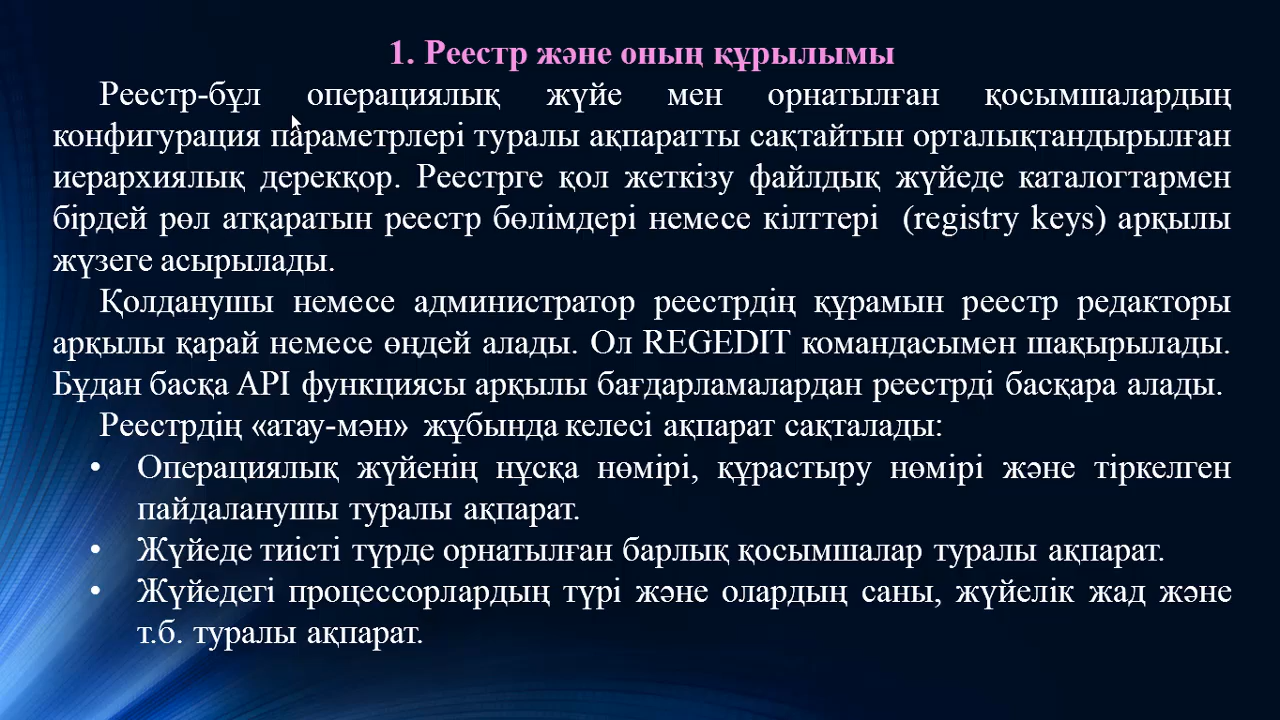 1. Реестр және оның құрылымы
Реестр-бұл операциялық жүйе мен орнатылған қосымшалардың
конфигурация параметрлері туралы ақпаратты сақтайтын орталықтандырылған
иерархиялық дерекқор. Реестрге қол жеткізу файлдық жүйеде каталогтармен
бірдей рөл атқаратын реестр бөлімдері немесе кілттері (registry keys) арқылы
жүзеге асырылады.
Қолданушы немесе администратор реестрдің құрамын реестр редакторы
арқылы қарай немесе өңдей алады. Ол REGEDIT командасымен шақырылады.
Бұдан басқа API функциясы арқылы бағдарламалардан реестрді басқара алады.
Реестрдің «атау-мән» жұбында келесі ақпарат сақталады:
• Операциялық жүйенің нұсқа нөмірі, құрастыру нөмірі және тіркелген
пайдаланушы туралы ақпарат.
• Жүйеде тиісті түрде орнатылған барлық қосымшалар туралы ақпарат.
• Жүйедегі процессорлардың түрі және олардың саны, жүйелік жад және
т.б. туралы ақпарат.